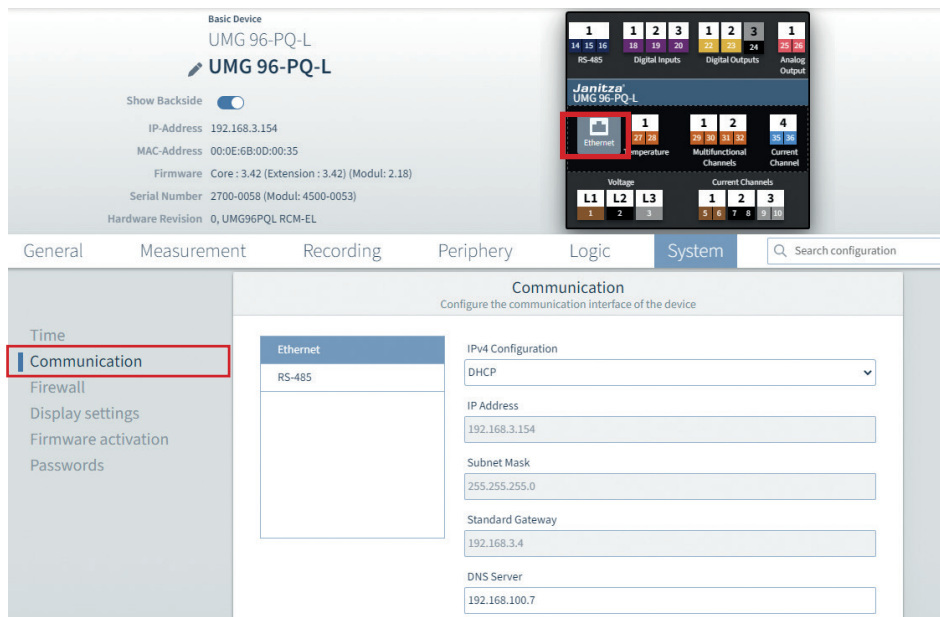 Basic Device
UMG 96-PQ-L
UMG 96-PQ-L
Show Backside
IP-Address 192.168.3.154
MAC-Address 00:0E:6B:0D:00:35
Firmware Core : 3.42 (Extension : 3.42) (Modul: 2.18)
Serial Number 2700-0058 (Modul: 4500-0053)
Hardware Revision 0, UMG96PQL RCM-EL
1 1 2 3 1 2 3 1
14 15 16 18 19 20 22 23 24 25 26
RS-485 Digital Inputs Digital Outputs Analog
Output
Janitza
UMG 96-PQ-L
1 1 2 4
27 28 29 30 31 32 35 36
Ethernet Temperature Multifunctional Current
Channels Channel
Voltage Current Channels
L1 L2 L3 1 2 3
1 2 3 5 6 7 8 9 10
General Measurement Recording Periphery Logic System Search configuration
Communication
Configure the communication interface of the device
Time
Communication
Firewall
Display settings
Firmware activation
Passwords
Ethernet
RS-485
IPv4 Configuration
DHCP
IP Address
192.168.3.154
Subnet Mask
255.255.255.0
Standard Gateway
192.168.3.4
DNS Server
192.168.100.7